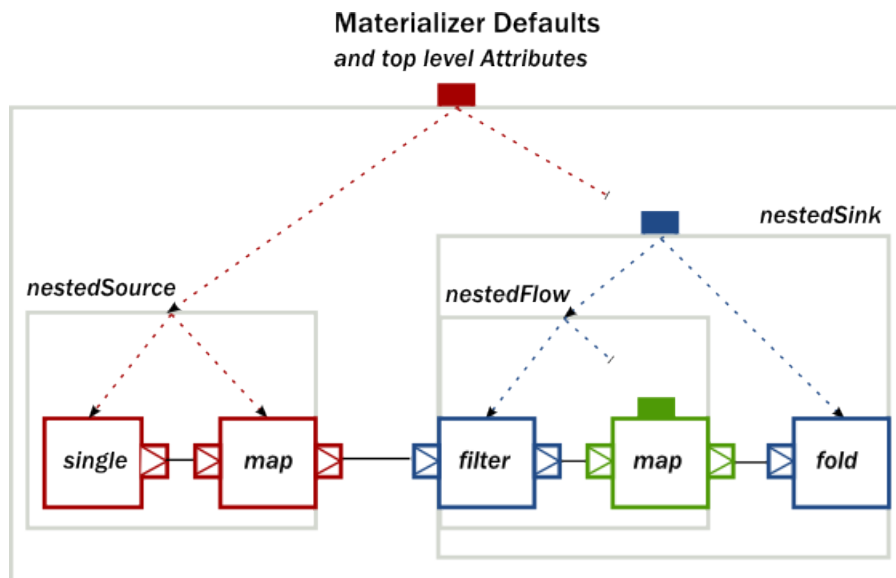 Materializer Defaults
and top level Attributes
nestedSink
nestedSource
nestedFlow
single
map
filter
map
fold